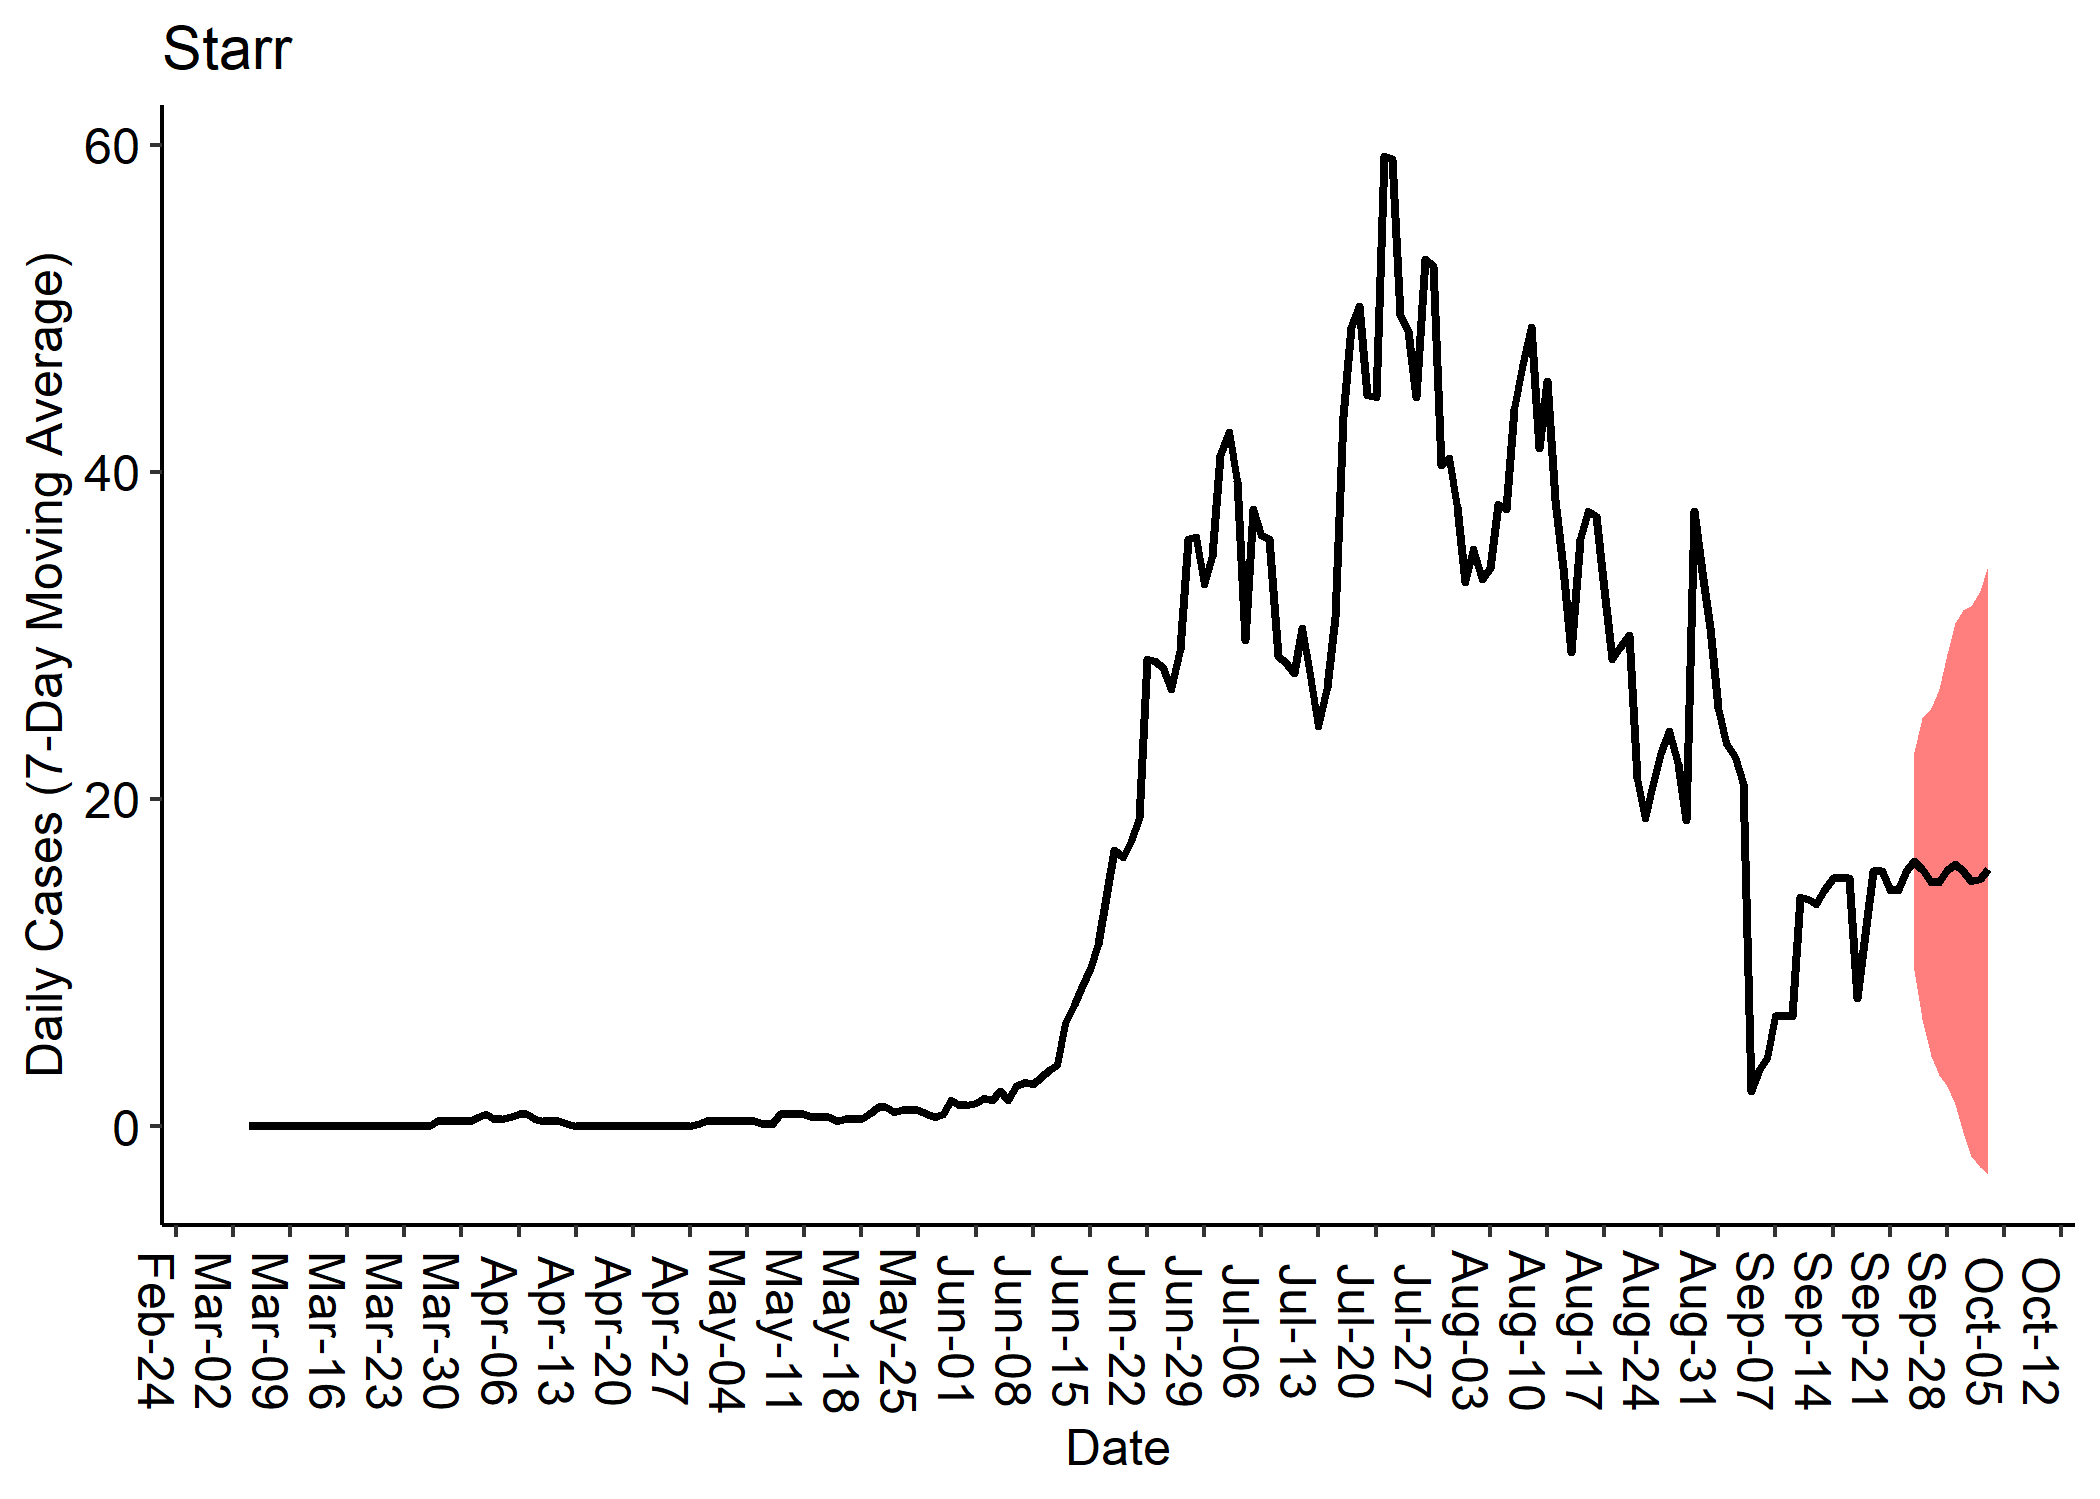 Starr
Daily Cases (7-Day Moving Average)
60
40
20
0
Feb-24
Mar-02
Mar-09
Mar-16
Mar-23
Mar-30
Apr-06
Apr-13
Apr-20
Apr-27
May-04
May-11
May-18
May-25
Jun-01
Jun-08
Jun-15
Jun-22
Jun-29
Jul-06
Jul-13
Jul-20
Jul-27
Aug-03
Aug-10
Aug-17
Aug-24
Aug-31
Sep-07
Sep-14
Sep-21
Sep-28
Oct-05
Oct-12
Date